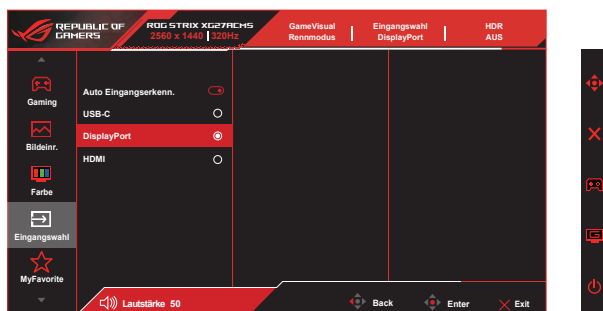 REPUBLIC OF
GAMERS
ROG STRIX XG27ACMS
2560 x 1440 320Hz
GameVisual
Rennmodus
Eingangswahl
DisplayPort
HDR
AUS
Gaming
Bildeinr.
Farbe
Eingangswahl
MyFavorite
Auto Eingangserkenn.
USB-C
DisplayPort
HDMI
Lautstärke 50
Back
Enter
Exit